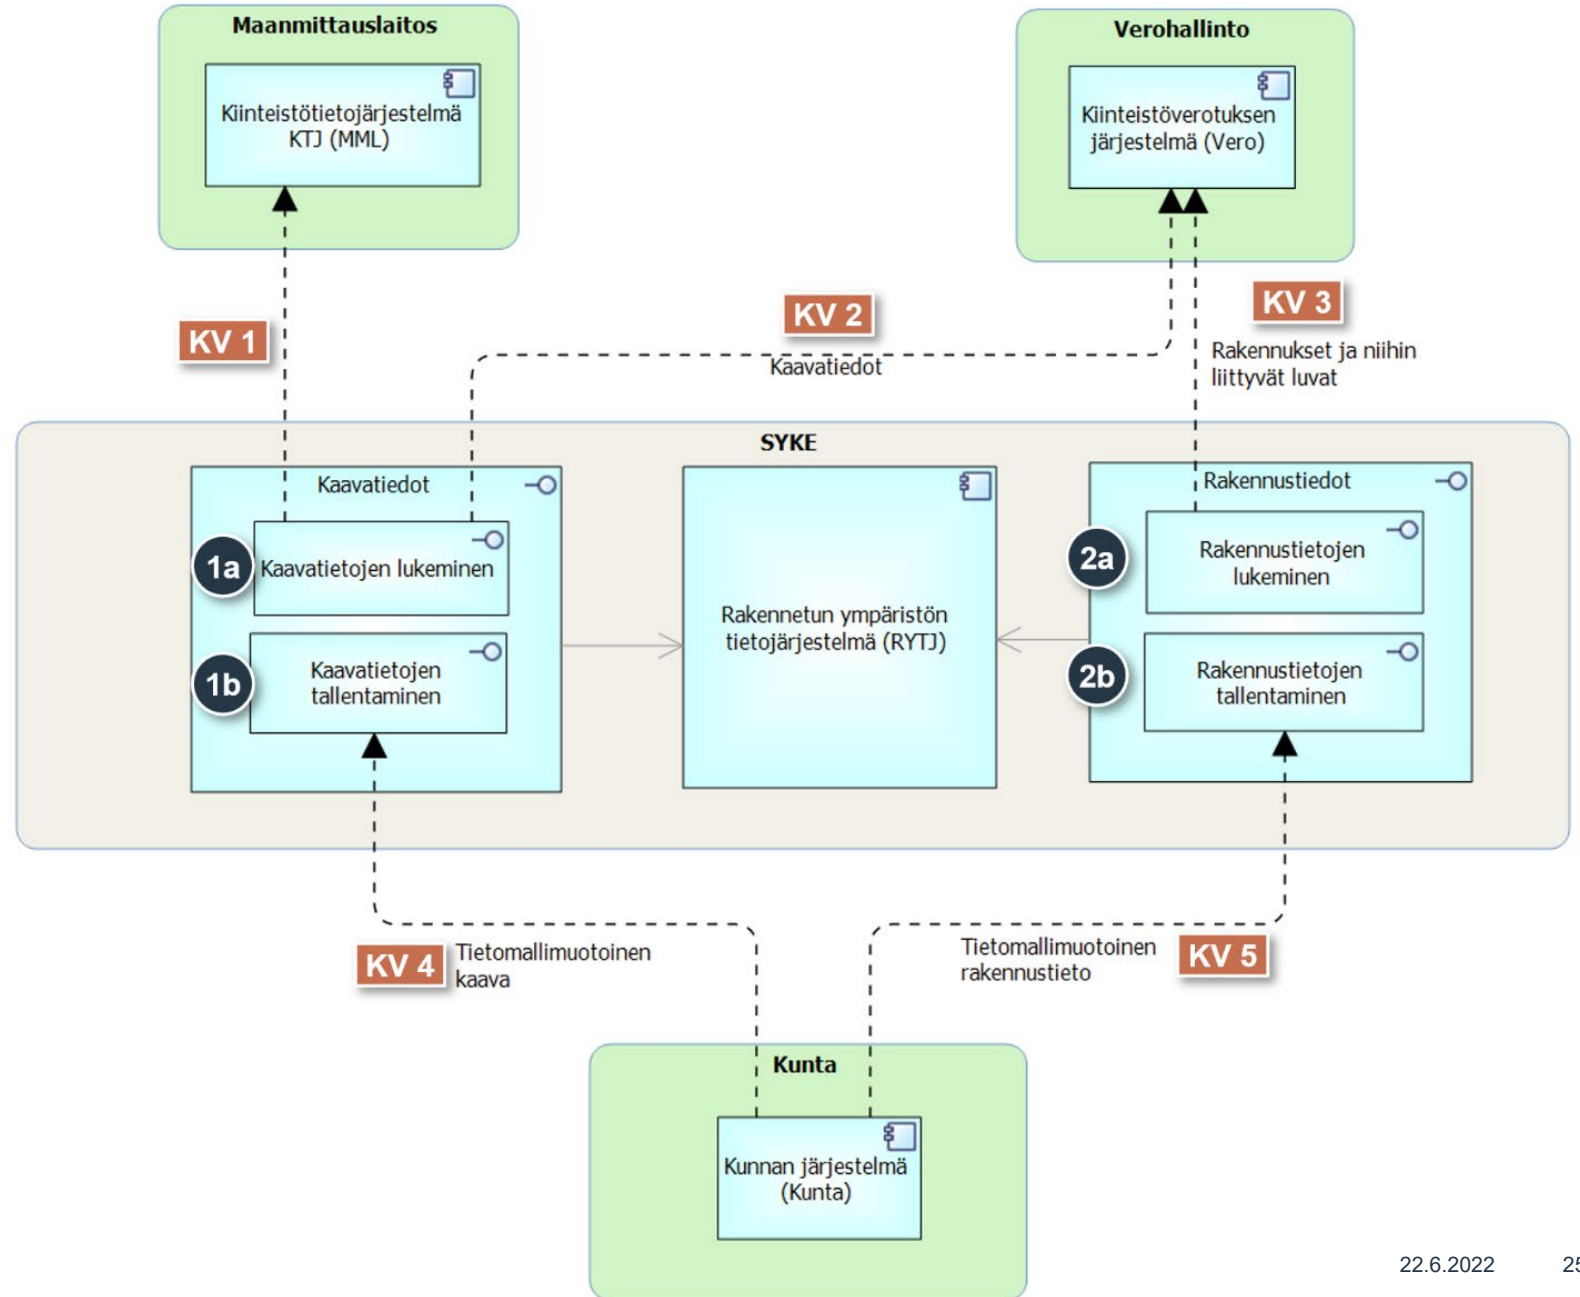 Maanmittauslaitos
Kiinteistötietojärjestelmä
KTJ (MML)
Verohallinto
Kiinteistöverotuksen
järjestelmä (Vero)
KV 1
KV 2
Kaavatiedot
KV 3
Rakennukset ja niihin
liittyvät luvat
SYKE
Kaavatiedot
1a
Kaavatietojen lukeminen
1b
Kaavatietojen
tallentaminen
Rakennetun ympäristön
tietojärjestelmä (RYTJ)
Rakennustiedot
2a
Rakennustietojen
lukeminen
2b
Rakennustietojen
tallentaminen
KV 4
Tietomallimuotoinen
kaava
Tietomallimuotoinen
rakennustieto
KV 5
Kunta
Kunnan järjestelmä
(Kunta)
22.6.2022
25